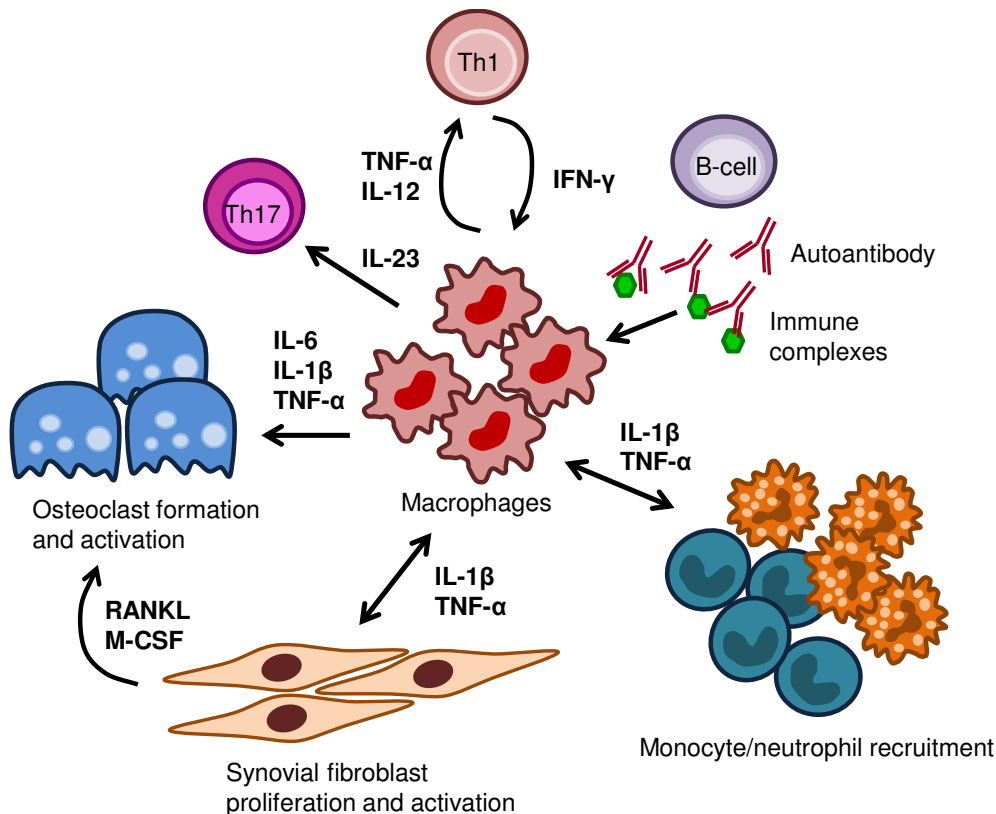 Th1
TNF-α
IL-12
IFN-γ
B-cell
Th17
IL-23
Autoantibody
Immune
complexes
IL-6
IL-1β
TNF-α
IL-1β
TNF-α
Macrophages
Osteoclast formation
and activation
IL-1β
TNF-α
RANKL
M-CSF
Monocyte/neutrophil recruitment
Synovial fibroblast
proliferation and activation